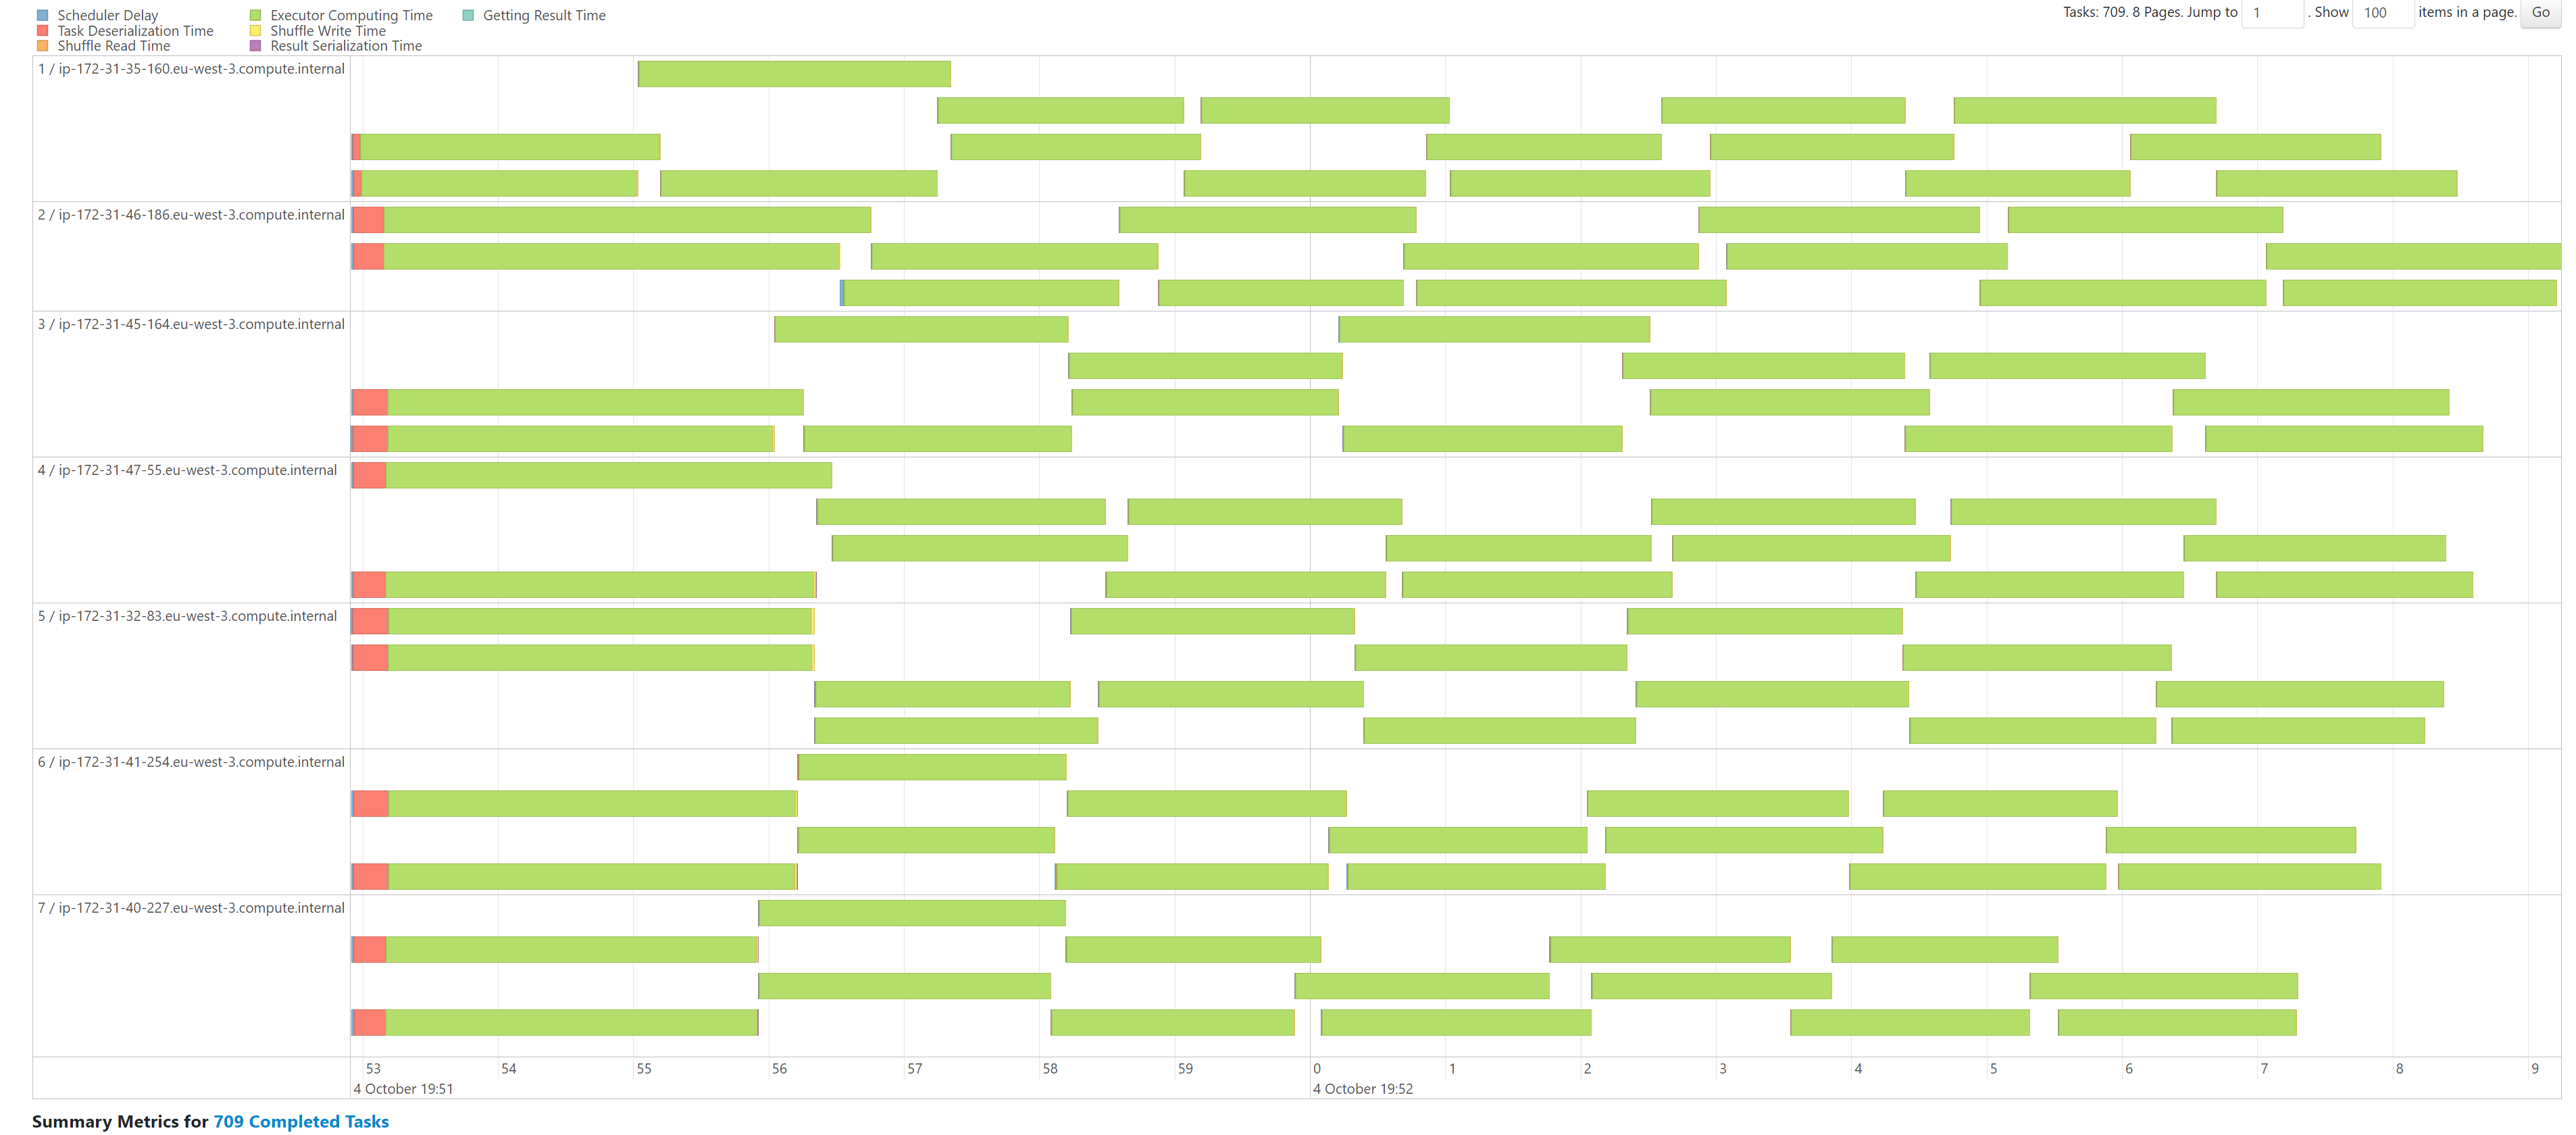 Scheduler Delay
Executor Computing Time
Getting Result Time
Task Deserialization Time
Shuffle Write Time
Shuffle Read Time
Result Serialization Time
Tasks: 709. 8 Pages. Jump to 1 . Show 100 items in a page. Go
1 / ip-172-31-35-160.eu-west-3.compute.internal
2 / ip-172-31-46-186.eu-west-3.compute.internal
3 / ip-172-31-45-164.eu-west-3.compute.internal
4 / ip-172-31-47-55.eu-west-3.compute.internal
5 / ip-172-31-32-83.eu-west-3.compute.internal
6 / ip-172-31-41-254.eu-west-3.compute.internal
7 / ip-172-31-40-227.eu-west-3.compute.internal
53 54 55 56 57 58 59 0 1 2 3 4 5 6 7 8 9
4 October 19:51 4 October 19:52
Summary Metrics for 709 Completed Tasks